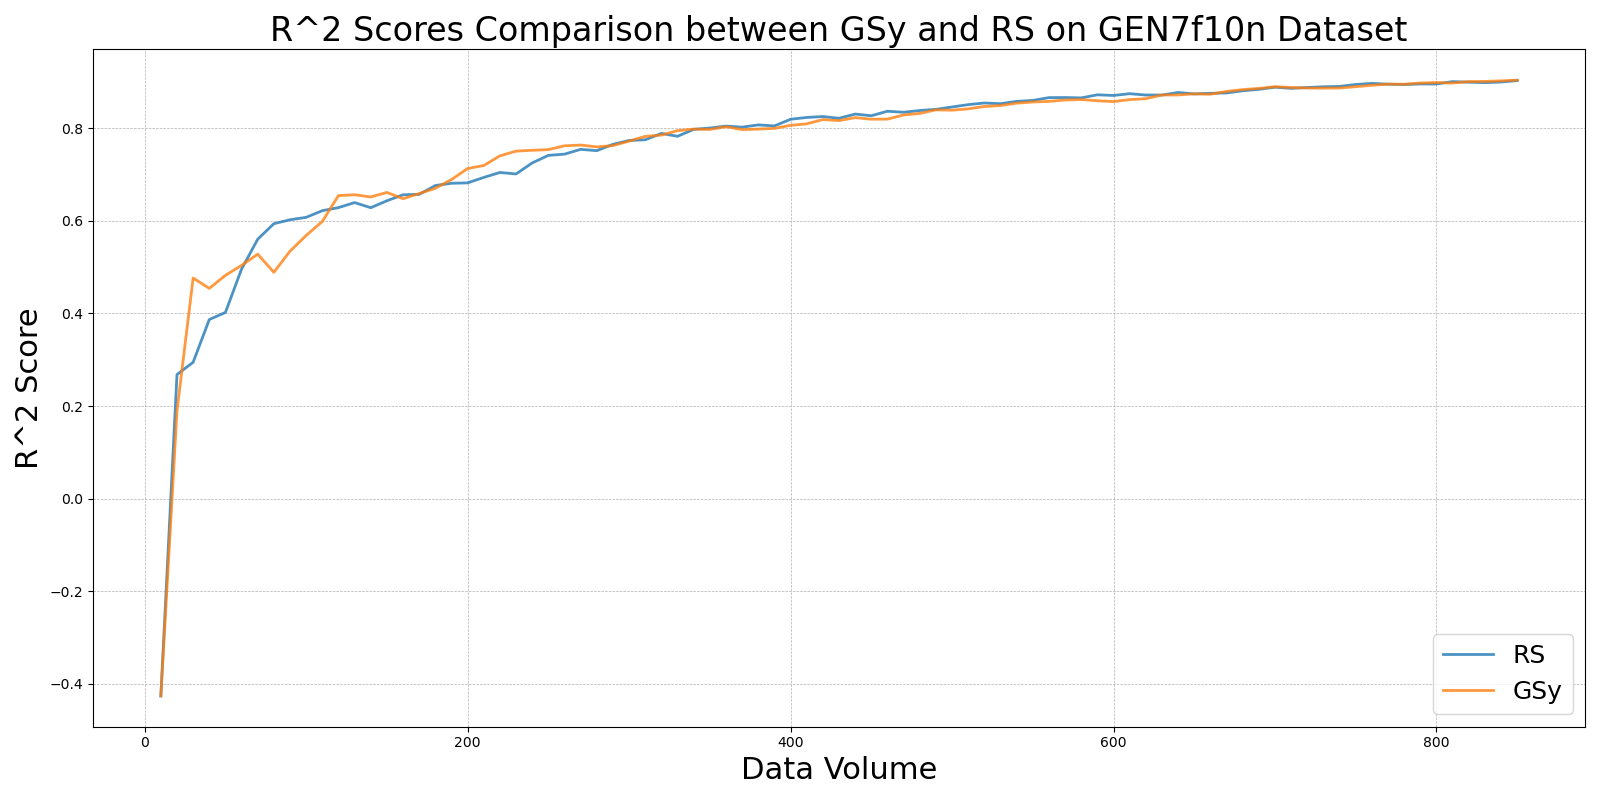 R^2 Scores Comparison between GSy and RS on GEN7f10n Dataset
R^2 Score
0.8
0.6
0.4
0.2
0.0
−0.2
−0.4
0 200 400 600 800
Data Volume
RS
GSy